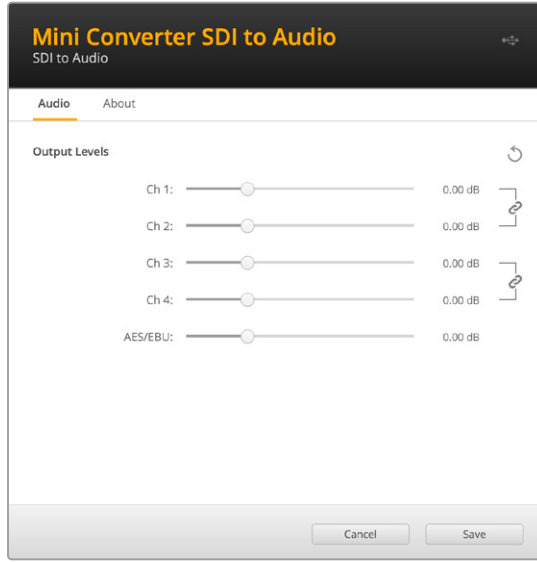 Mini Converter SDI to Audio
SDI to Audio
Audio About
Output Levels
Ch 1: 0.00 dB
Ch 2: 0.00 dB
Ch 3: 0.00 dB
Ch 4: 0.00 dB
AES/EBU: 0.00 dB
Cancel Save